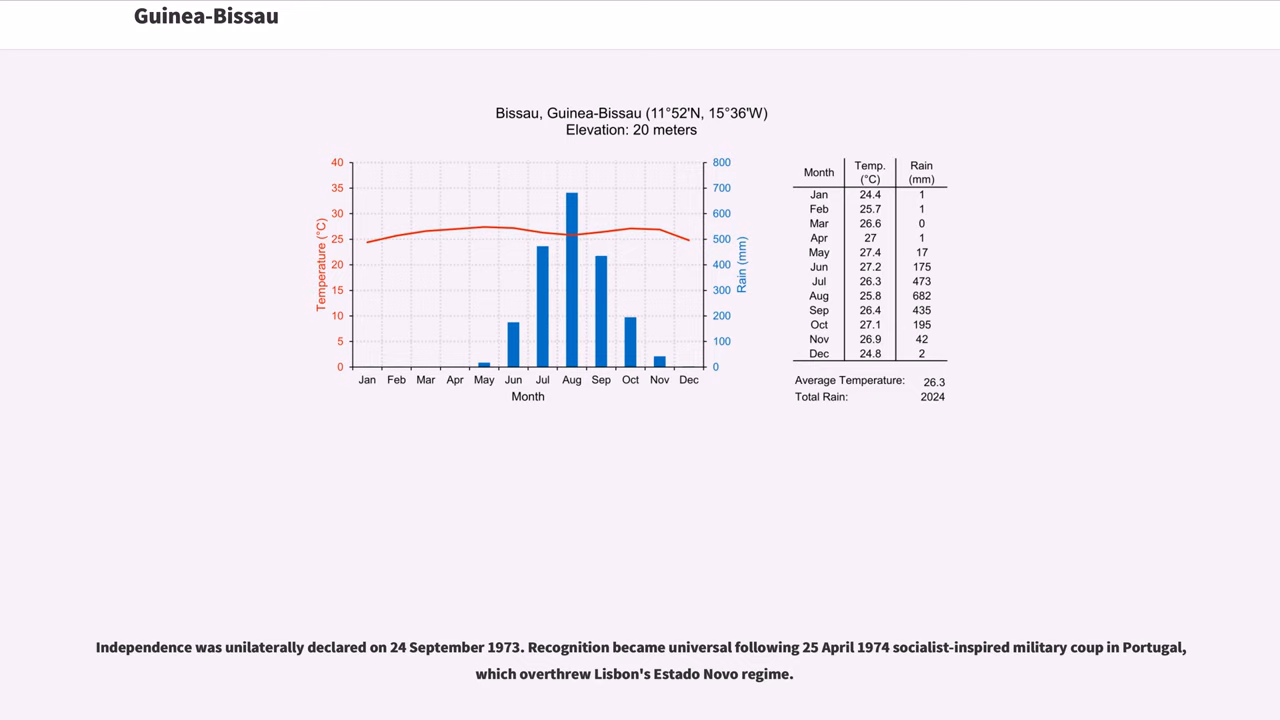 Guinea-Bissau
Bissau, Guinea-Bissau (11°52'N, 15°36'W)
Elevation: 20 meters
40
35
30
25
20
15
10
5
0
Temperature (°C)
800
700
600
500
400
300
200
100
0
Rain (mm)
Jan Feb Mar Apr May Jun Jul Aug Sep Oct Nov Dec
Month
Month Temp. (°C) Rain (mm)
Jan 24.4 1
Feb 25.7 1
Mar 26.6 0
Apr 27 1
May 27.4 17
Jun 27.2 175
Jul 26.3 473
Aug 25.8 682
Sep 26.4 435
Oct 27.1 195
Nov 26.9 42
Dec 24.8 2
Average Temperature: 26.3
Total Rain: 2024
Independence was unilaterally declared on 24 September 1973. Recognition became universal following 25 April 1974 socialist-inspired military coup in Portugal,
which overthrew Lisbon's Estado Novo regime.